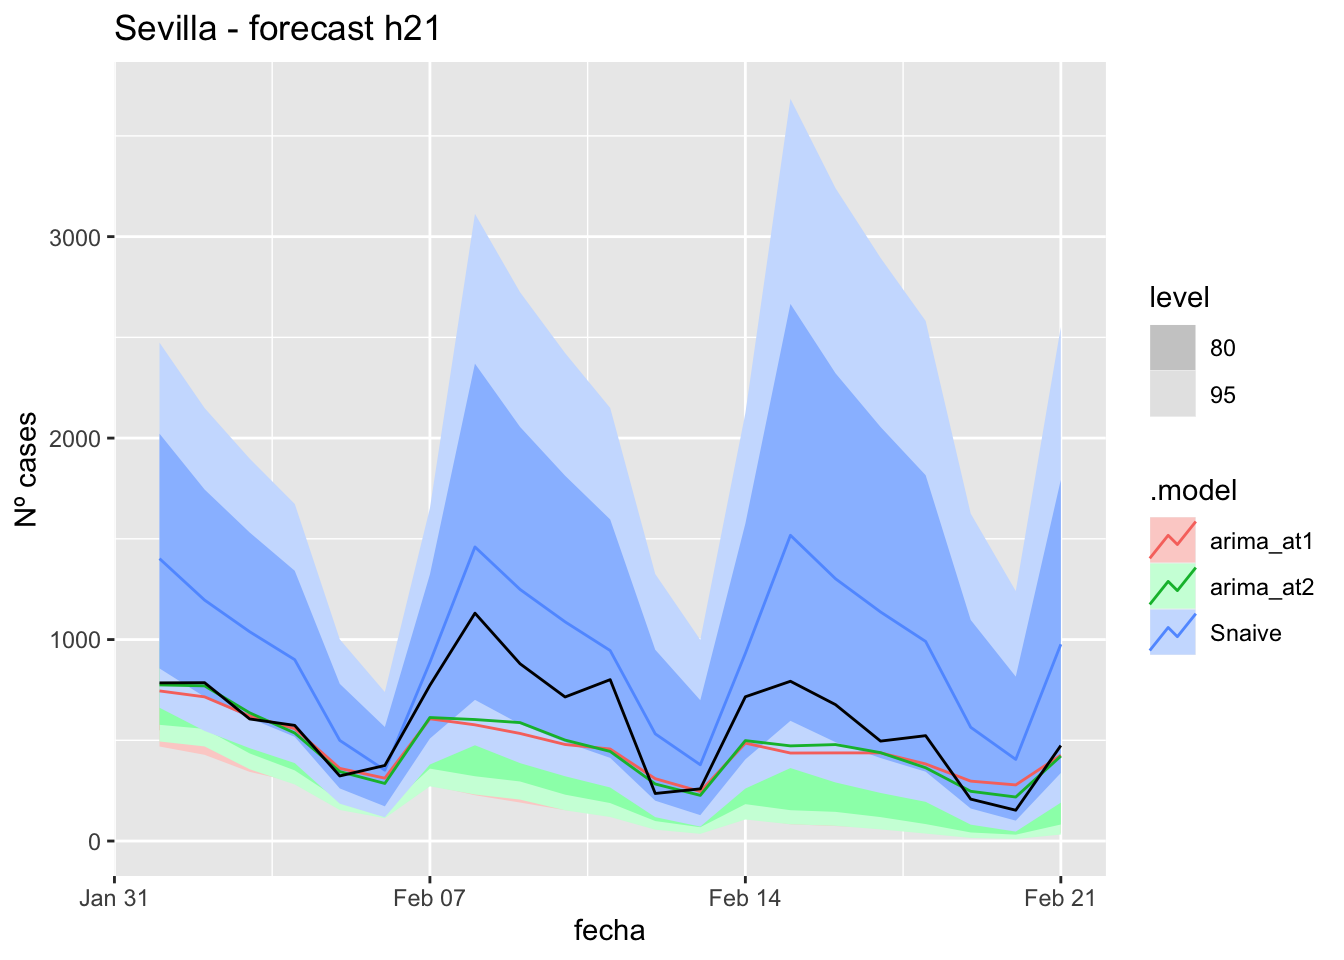 Sevilla - forecast h21
Nº cases
3000
2000
1000
0
Jan 31
Feb 07
Feb 14
Feb 21
fecha
level
80
95
.model
arima_at1
arima_at2
Snaive